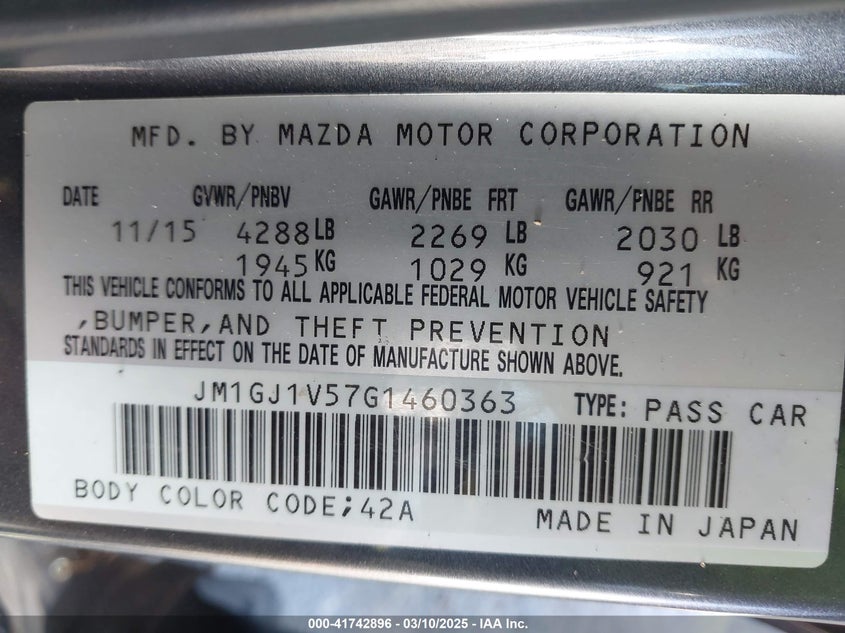 MFD. BY MAZDA MOTOR CORPORATION
DATE GVWR/PNBV GAWR/PNBE FRT GAWR/PNBE RR
11/15 4288 LB 2269 LB 2030 LB
1945 KG 1029 KG 921 KG
THIS VEHICLE CONFORMS TO ALL APPLICABLE FEDERAL MOTOR VEHICLE SAFETY
,BUMPER,AND THEFT PREVENTION
STANDARDS IN EFFECT ON THE DATE OF MANUFACTURE SHOWN ABOVE.
JM1GJ1V57G1460363 TYPE: PASS CAR
BODY COLOR CODE;42A
MADE IN JAPAN
000-41742896 — 03/10/2025 — IAA Inc.